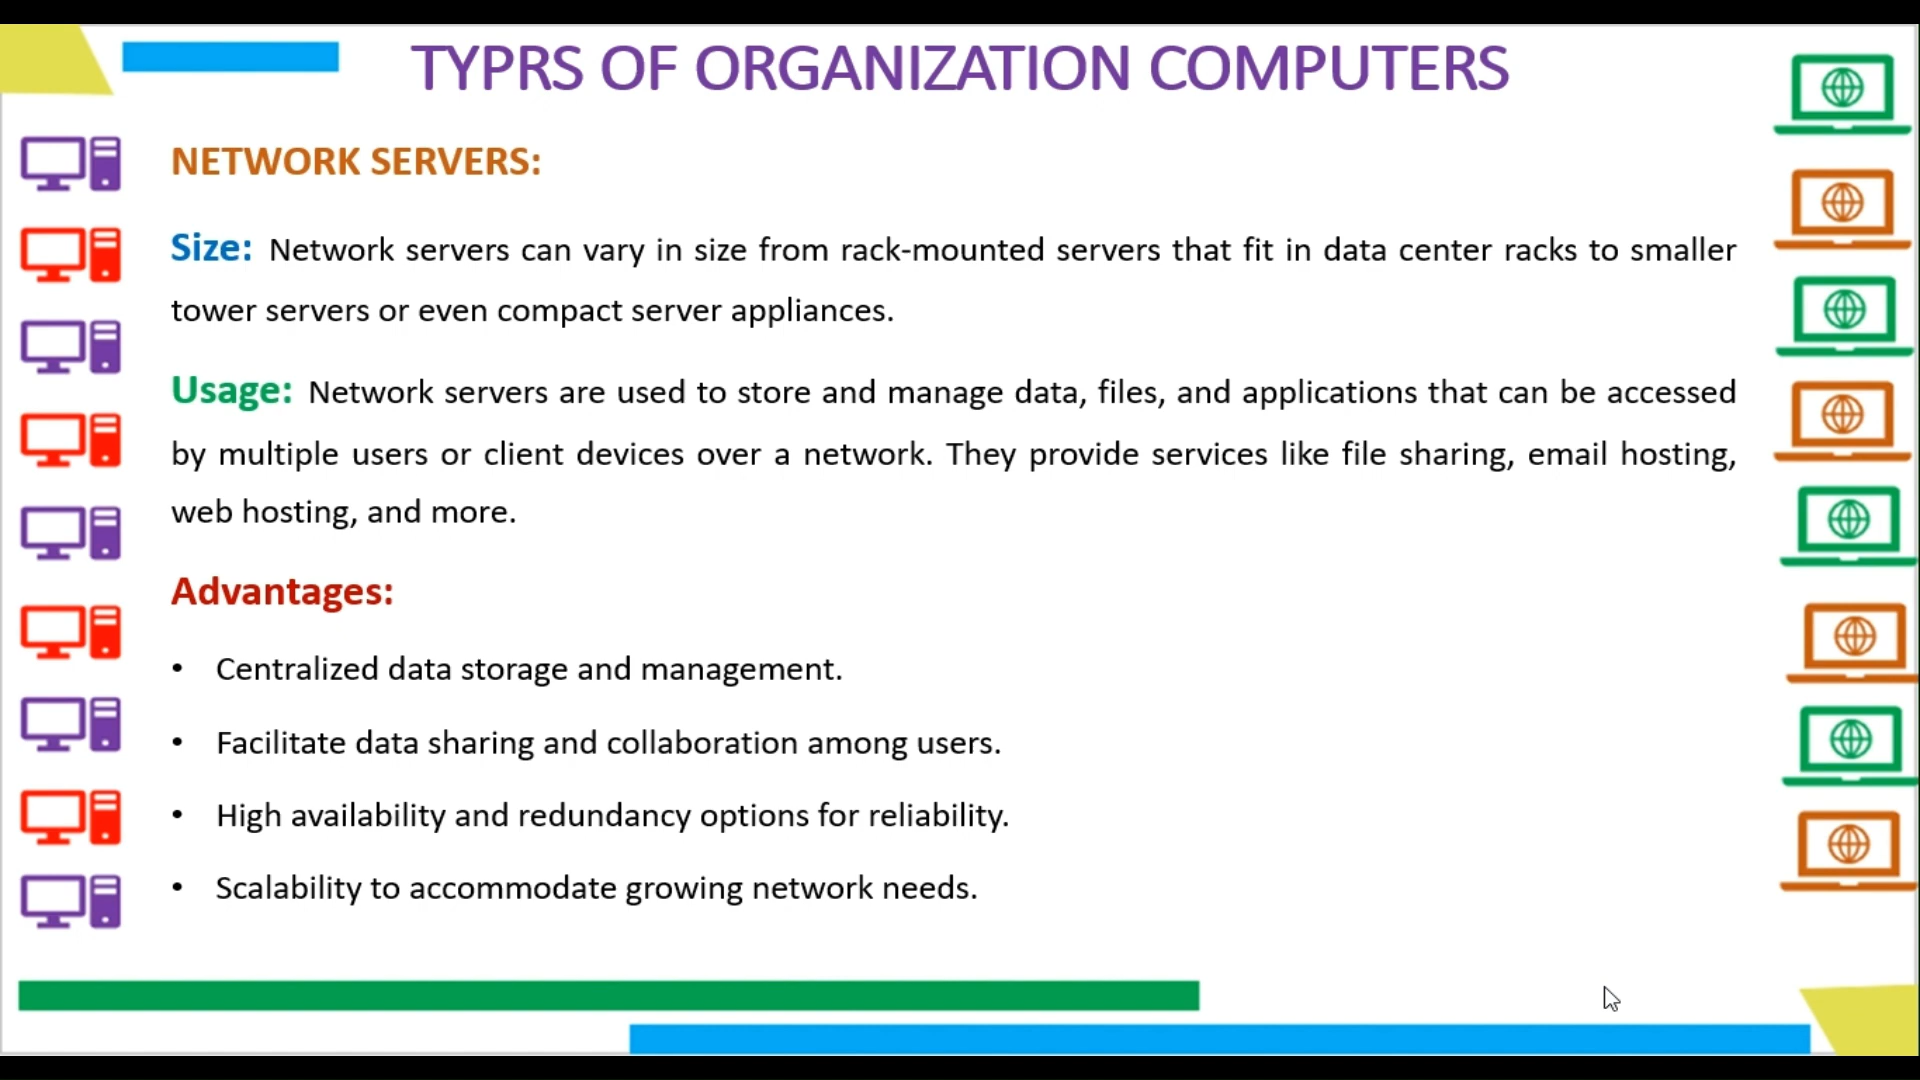 TYPRS OF ORGANIZATION COMPUTERS
NETWORK SERVERS:
Size: Network servers can vary in size from rack-mounted servers that fit in data center racks to smaller
tower servers or even compact server appliances.
Usage: Network servers are used to store and manage data, files, and applications that can be accessed
by multiple users or client devices over a network. They provide services like file sharing, email hosting,
web hosting, and more.
Advantages:
• Centralized data storage and management.
• Facilitate data sharing and collaboration among users.
• High availability and redundancy options for reliability.
• Scalability to accommodate growing network needs.